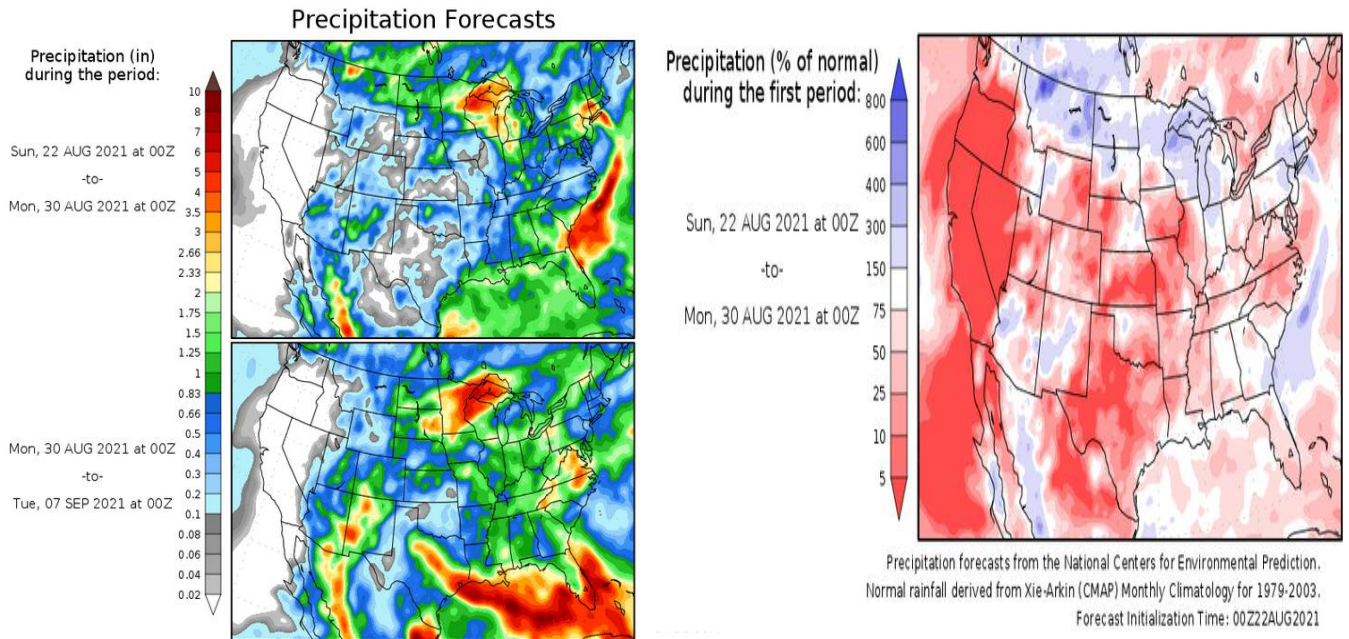 Precipitation Forecasts
Precipitation (in)
during the period:
10
8
7
6
5
4
3.5
3
2.66
2.33
2
1.75
1.5
1.25
1
0.83
0.66
0.5
0.4
0.3
0.2
0.1
0.08
0.06
0.04
0.02
Sun, 22 AUG 2021 at 00Z
-to-
Mon, 30 AUG 2021 at 00Z
Mon, 30 AUG 2021 at 00Z
-to-
Tue, 07 SEP 2021 at 00Z
Precipitation (% of normal)
during the first period:
800
600
400
300
150
75
50
25
10
5
Sun, 22 AUG 2021 at 00Z
-to-
Mon, 30 AUG 2021 at 00Z
Precipitation forecasts from the National Centers for Environmental Prediction.
Normal rainfall derived from Xie-Arkin (CMAP) Monthly Climatology for 1979-2003.
Forecast Initialization Time: 00Z22AUG2021